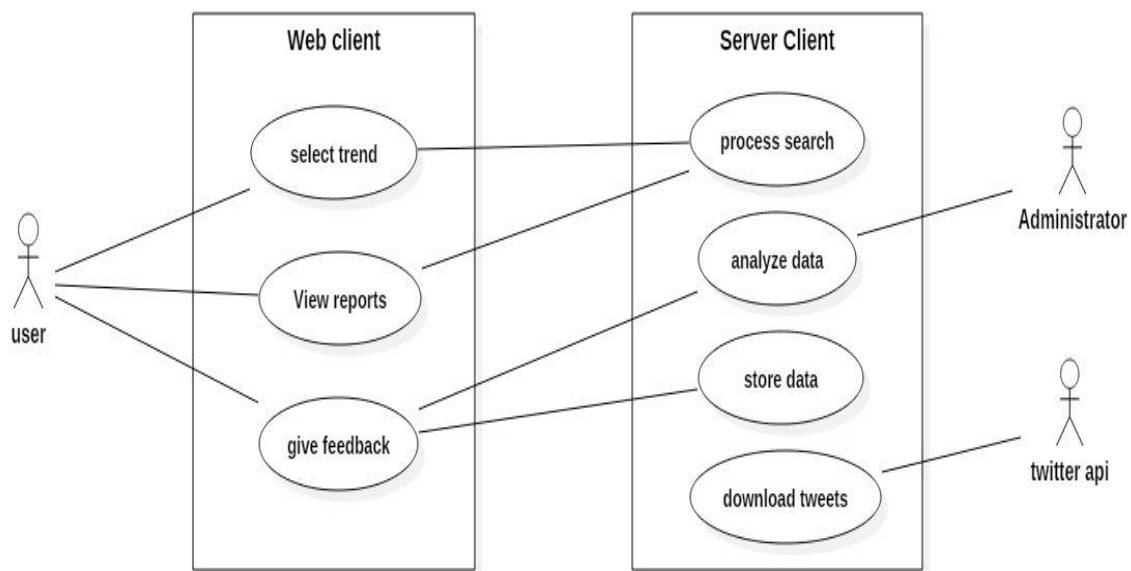 Web client
Server Client
select trend
process search
View reports
analyze data
give feedback
store data
download tweets
user
Administrator
twitter api